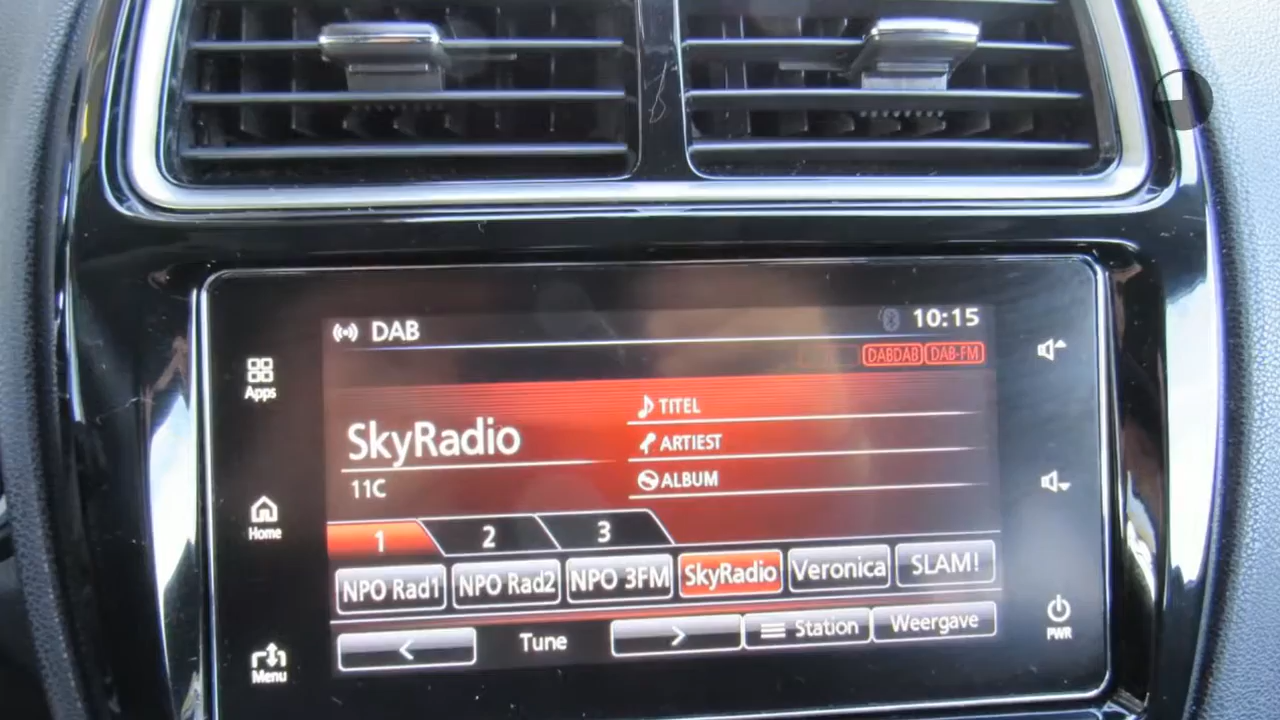 DAB
10:15
DABDAB DAB-FM
Apps
SkyRadio
11C
TITEL
ARTIEST
ALBUM
Home
1 2 3
NPO Rad1 NPO Rad2 NPO 3FM SkyRadio Veronica SLAM!
< Tune > Station Weergave
PWR
Menu